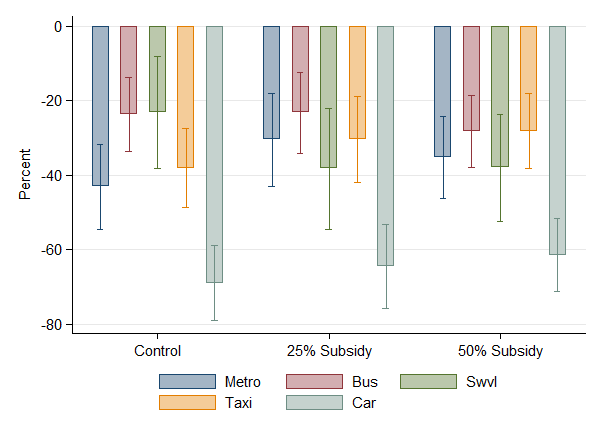 0
-20
-40
-60
-80
Percent
Control 25% Subsidy 50% Subsidy
Metro Bus Swvl
Taxi Car